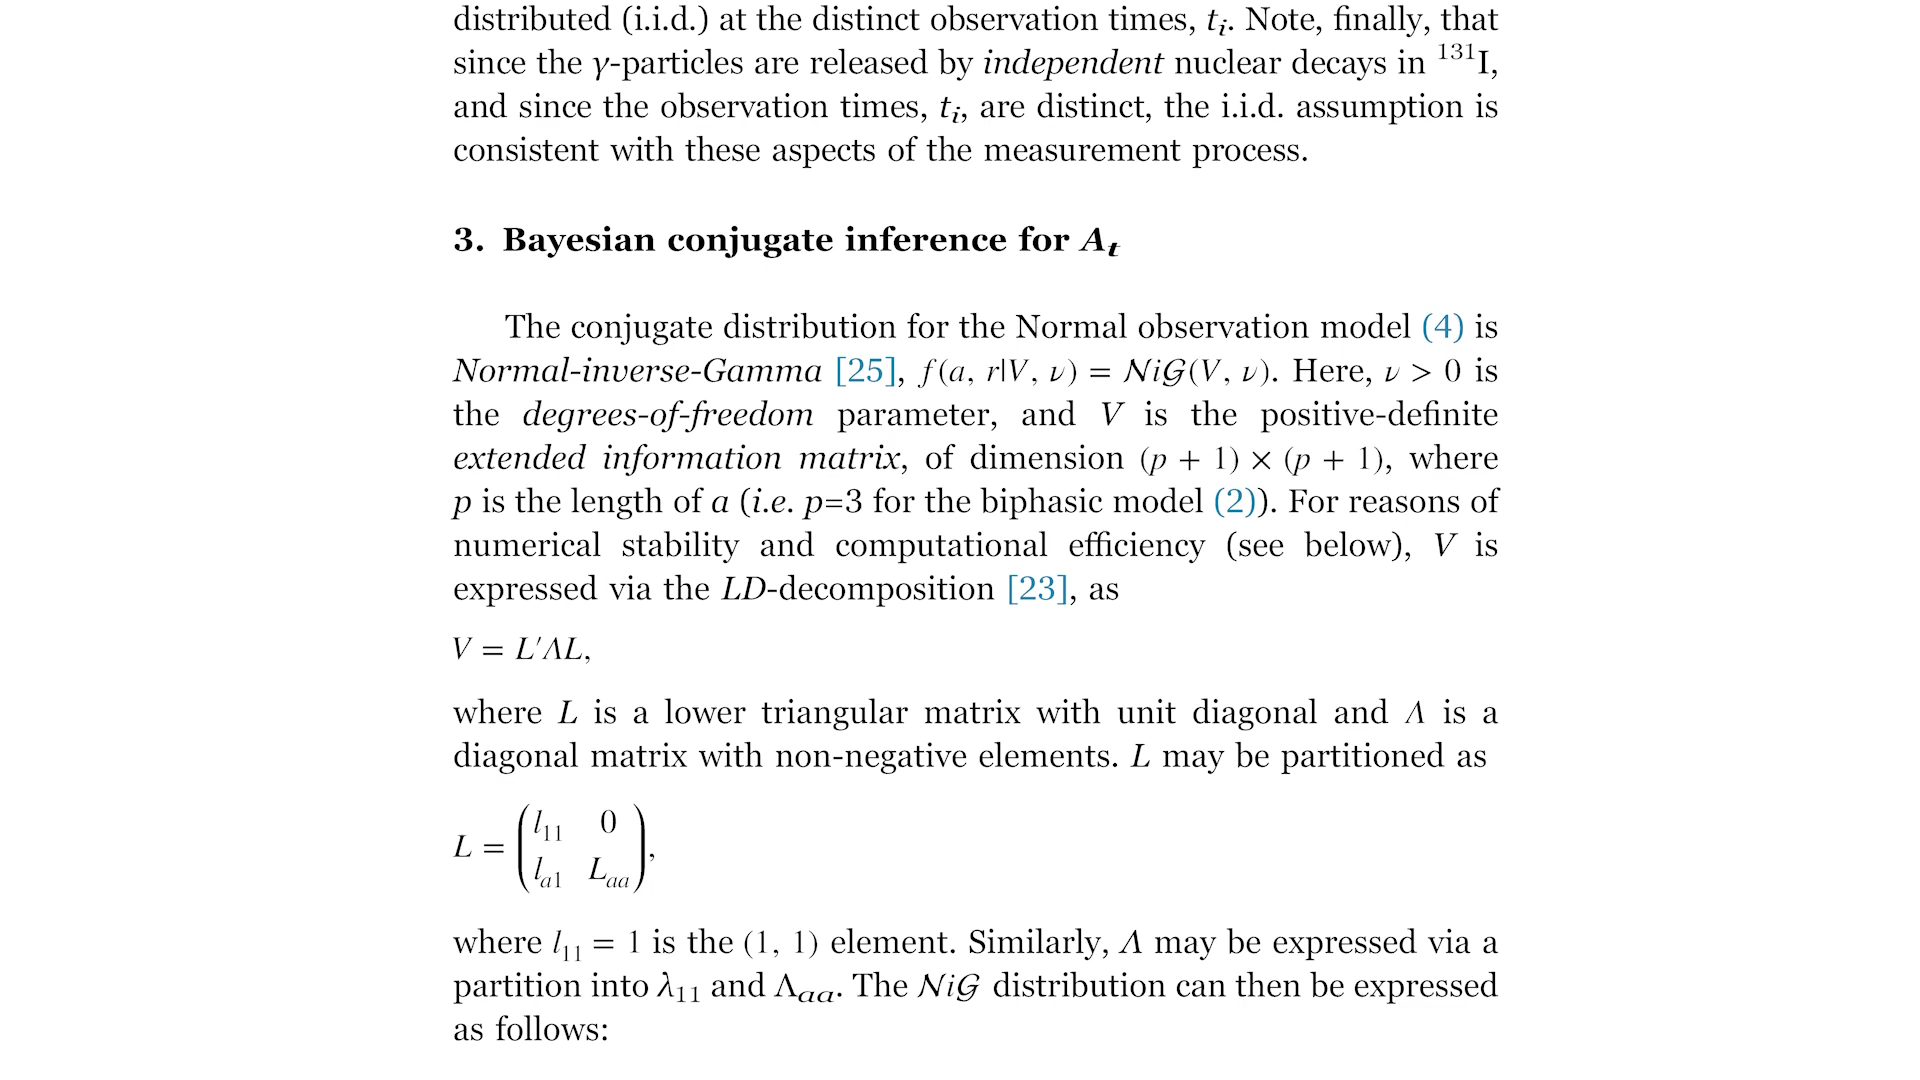 distributed (i.i.d.) at the distinct observation times, tᵢ. Note, finally, that
since the γ-particles are released by independent nuclear decays in ¹³¹I,
and since the observation times, tᵢ, are distinct, the i.i.d. assumption is
consistent with these aspects of the measurement process.
3. Bayesian conjugate inference for Aₜ
The conjugate distribution for the Normal observation model (4) is
Normal-inverse-Gamma [25], f(a, r|V, ν) = 𝒩i𝒢(V, ν). Here, ν > 0 is
the degrees-of-freedom parameter, and V is the positive-definite
extended information matrix, of dimension (p + 1) × (p + 1), where
p is the length of a (i.e. p=3 for the biphasic model (2)). For reasons of
numerical stability and computational efficiency (see below), V is
expressed via the LD-decomposition [23], as
V = L′ΛL,
where L is a lower triangular matrix with unit diagonal and Λ is a
diagonal matrix with non-negative elements. L may be partitioned as
L = (l₁₁ 0
lₐ₁ Lₐₐ),
where l₁₁ = 1 is the (1, 1) element. Similarly, Λ may be expressed via a
partition into λ₁₁ and Λₐₐ. The 𝒩i𝒢 distribution can then be expressed
as follows: